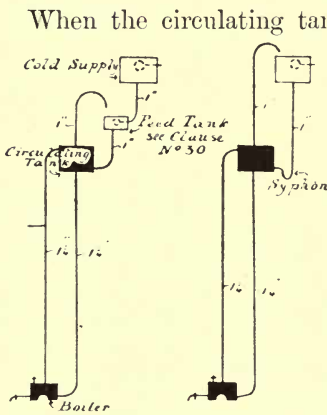 When the circulating tan
Cold Supply
1"
1"
Feed Tank
see Clause
Nº 30
1"
1"
1"
Circulating
Tank
Syphon
1¼"
1¼"
1¼
1¼"
Boiler